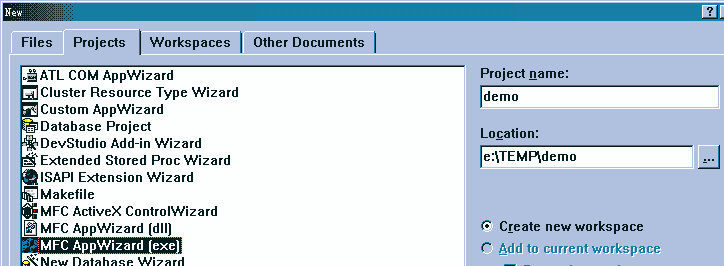 New
Files Projects Workspaces Other Documents
ATL COM AppWizard
Cluster Resource Type Wizard
Custom AppWizard
Database Project
DevStudio Add-in Wizard
Extended Stored Proc Wizard
ISAPI Extension Wizard
Makefile
MFC ActiveX ControlWizard
MFC AppWizard (dll)
MFC AppWizard (exe)
New Database Wizard
Project name:
demo
Location:
e:\TEMP\demo
...
Create new workspace
Add to current workspace